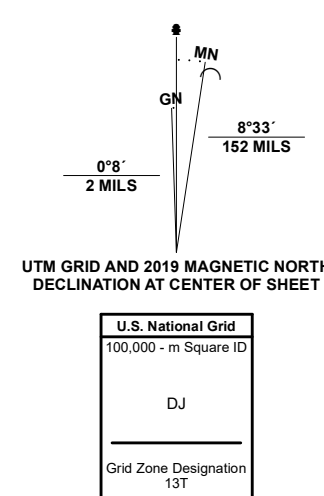 MN
GN
8°33´
152 MILS
0°8´
2 MILS
UTM GRID AND 2019 MAGNETIC NORTH
DECLINATION AT CENTER OF SHEET
U.S. National Grid
100,000 - m Square ID
DJ
Grid Zone Designation
13T